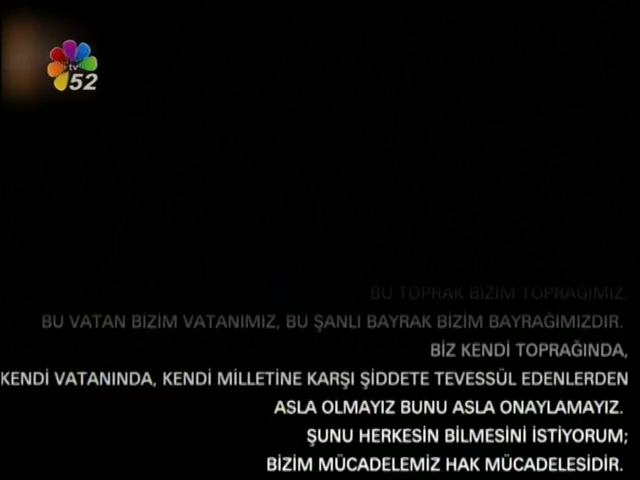 tv
52
BU TOPRAK BİZİM TOPRAĞIMIZ,
BU VATAN BİZİM VATANIMIZ, BU ŞANLI BAYRAK BİZİM BAYRAĞIMIZDIR.
BİZ KENDİ TOPRAĞINDA,
KENDİ VATANINDA, KENDİ MİLLETİNE KARŞI ŞİDDETE TEVESSÜL EDENLERDEN
ASLA OLMAYIZ BUNU ASLA ONAYLAMAYIZ.
ŞUNU HERKESİN BİLMESİNİ İSTİYORUM;
BİZİM MÜCADELEMİZ HAK MÜCADELESİDİR.